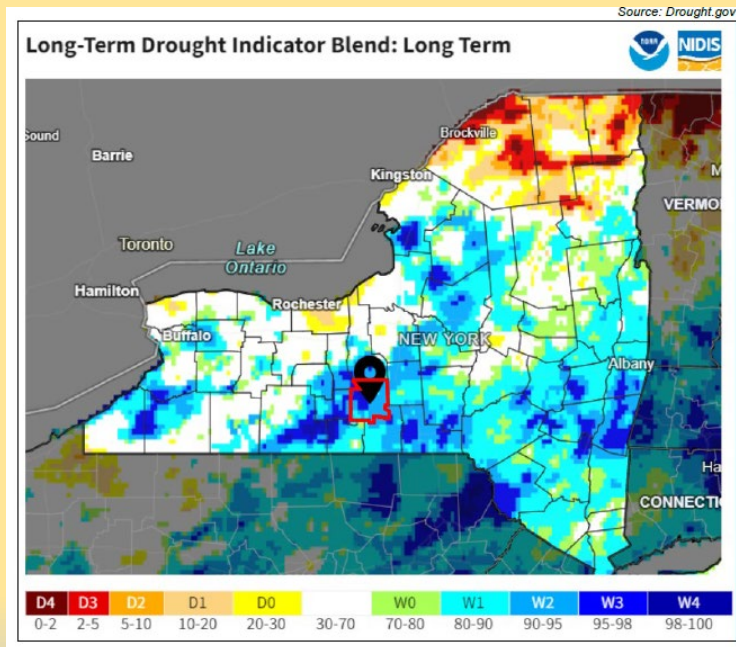 Source: Drought.gov
Long-Term Drought Indicator Blend: Long Term
NOAA
NIDIS
ound
Brockville
Barrie
Kingston
M
VERMO
Toronto
Lake
Ontario
Hamilton
Rochester
Buffalo
NEW YORK
Albany
Ha
CONNECTI
D4 D3 D2 D1 D0 W0 W1 W2 W3 W4
0-2 2-5 5-10 10-20 20-30 30-70 70-80 80-90 90-95 95-98 98-100